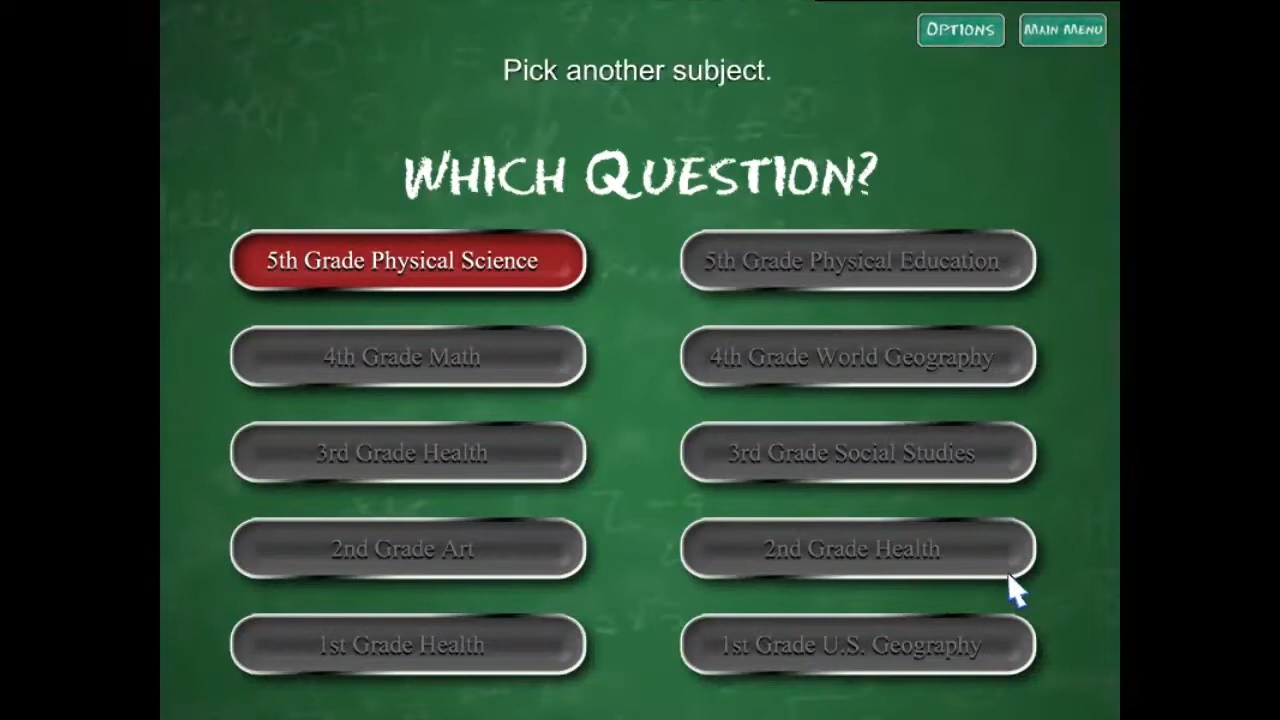 OPTIONS
MAIN MENU
Pick another subject.
WHICH QUESTION?
5th Grade Physical Science
5th Grade Physical Education
4th Grade Math
4th Grade World Geography
3rd Grade Health
3rd Grade Social Studies
2nd Grade Art
2nd Grade Health
1st Grade Health
1st Grade U.S. Geography